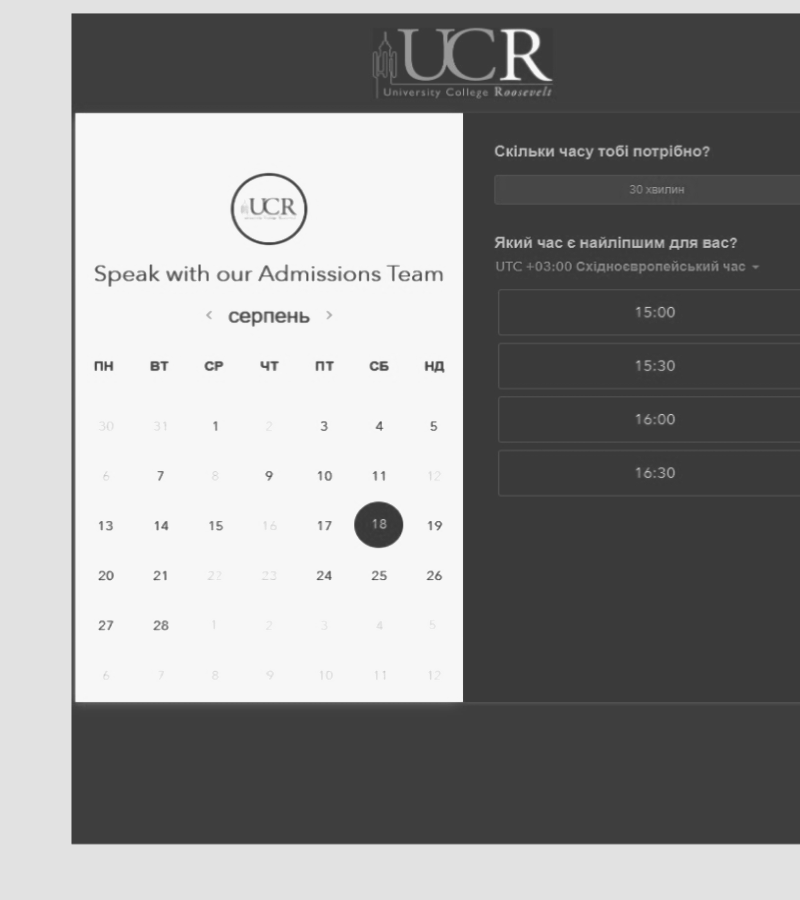 UCR
University College Roosevelt
UCR
Speak with our Admissions Team
< серпень >
ПН ВТ СР ЧТ ПТ СБ НД
30 31 1 2 3 4 5
6 7 8 9 10 11 12
13 14 15 16 17 18 19
20 21 22 23 24 25 26
27 28 1 2 3 4 5
6 7 8 9 10 11 12
Скільки часу тобі потрібно?
30 хвилин
Який час є найліпшим для вас?
UTC +03:00 Східноєвропейський час
15:00
15:30
16:00
16:30